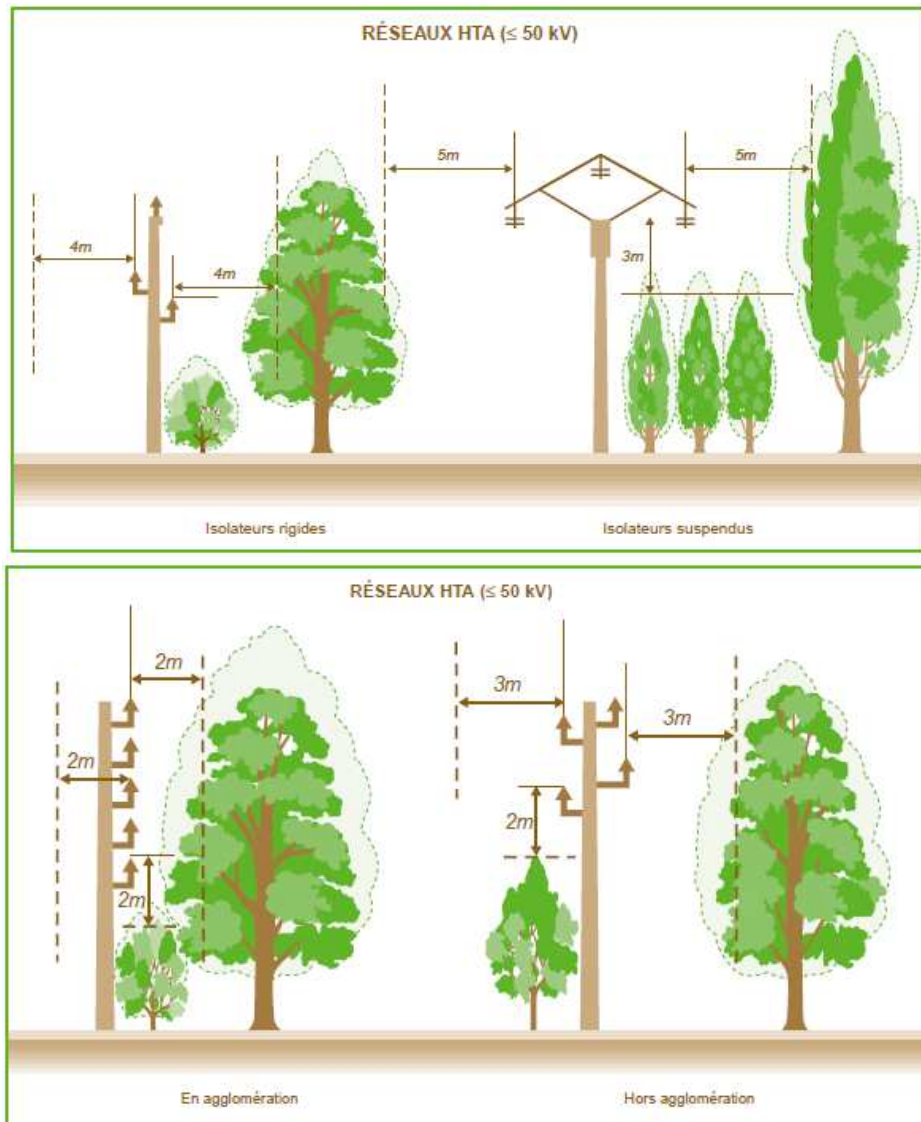 RÉSEAUX HTA (≤ 50 kV)
5m
5m
4m
4m
3m
Isolateurs rigides
Isolateurs suspendus
RÉSEAUX HTA (≤ 50 kV)
2m
3m
3m
2m
2m
2m
En agglomération
Hors agglomération